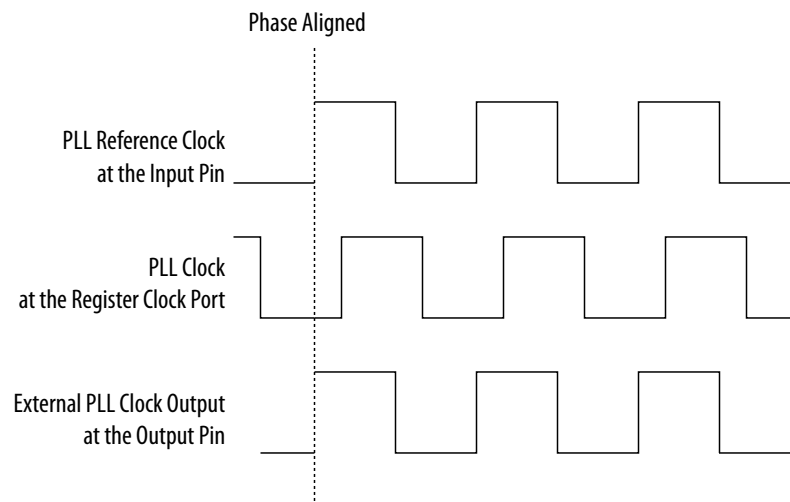 Phase Aligned
PLL Reference Clock
at the Input Pin
PLL Clock
at the Register Clock Port
External PLL Clock Output
at the Output Pin